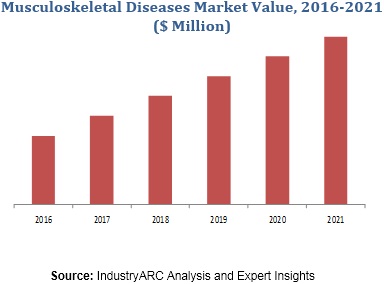 Musculoskeletal Diseases Market Value, 2016-2021
($ Million)
2016 2017 2018 2019 2020 2021
Source: IndustryARC Analysis and Expert Insights